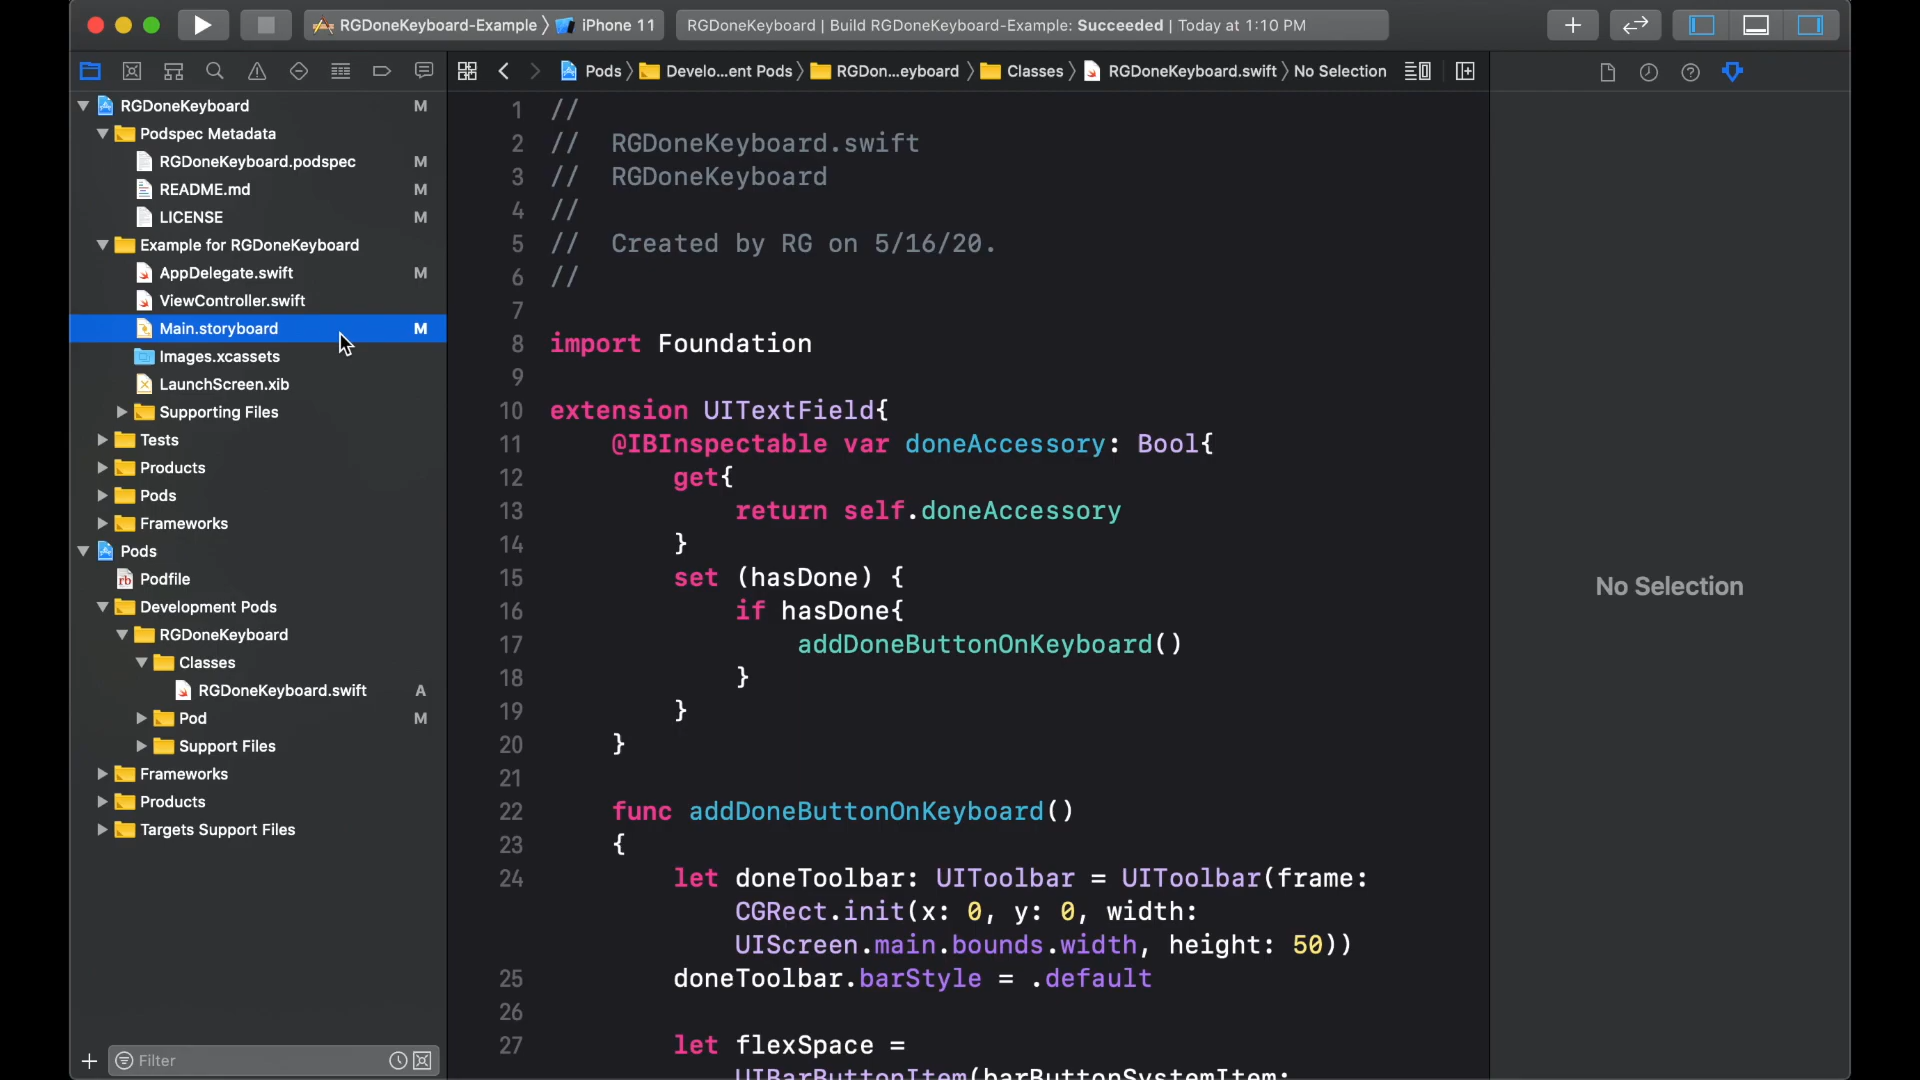 RGDoneKeyboard-Example 〉 iPhone 11
RGDoneKeyboard | Build RGDoneKeyboard-Example: Succeeded | Today at 1:10 PM
Pods 〉 Develo...ent Pods 〉 RGDon...eyboard 〉 Classes 〉 RGDoneKeyboard.swift 〉 No Selection
RGDoneKeyboard M
Podspec Metadata
RGDoneKeyboard.podspec M
README.md M
LICENSE M
Example for RGDoneKeyboard
AppDelegate.swift M
ViewController.swift
Main.storyboard M
Images.xcassets
LaunchScreen.xib
Supporting Files
Tests
Products
Pods
Frameworks
Pods
rb Podfile
Development Pods
RGDoneKeyboard
Classes
RGDoneKeyboard.swift A
Pod M
Support Files
Frameworks
Products
Targets Support Files
Filter
1 //
2 //  RGDoneKeyboard.swift
3 //  RGDoneKeyboard
4 //
5 //  Created by RG on 5/16/20.
6 //
7
8 import Foundation
9
10 extension UITextField{
11     @IBInspectable var doneAccessory: Bool{
12         get{
13             return self.doneAccessory
14         }
15         set (hasDone) {
16             if hasDone{
17                 addDoneButtonOnKeyboard()
18             }
19         }
20     }
21
22     func addDoneButtonOnKeyboard()
23     {
24         let doneToolbar: UIToolbar = UIToolbar(frame:
CGRect.init(x: 0, y: 0, width:
UIScreen.main.bounds.width, height: 50))
25         doneToolbar.barStyle = .default
26
27         let flexSpace =
UIBarButtonItem(barButtonSystemItem:
No Selection